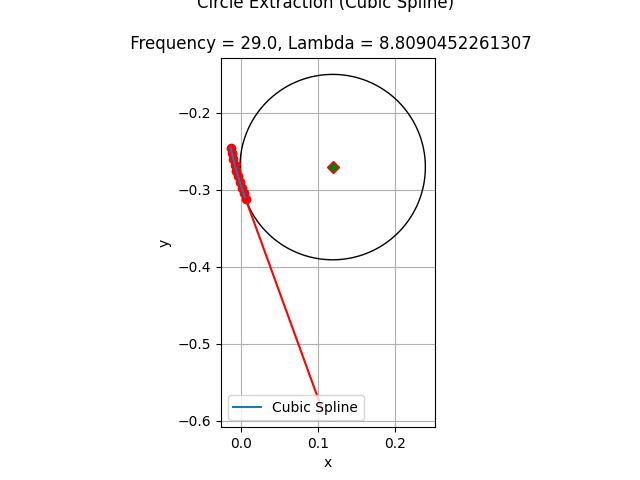 Circle Extraction (Cubic Spline)
Frequency = 29.0, Lambda = 8.8090452261307
−0.2
−0.3
−0.4
−0.5
−0.6
y
Cubic Spline
0.0 0.1 0.2
x